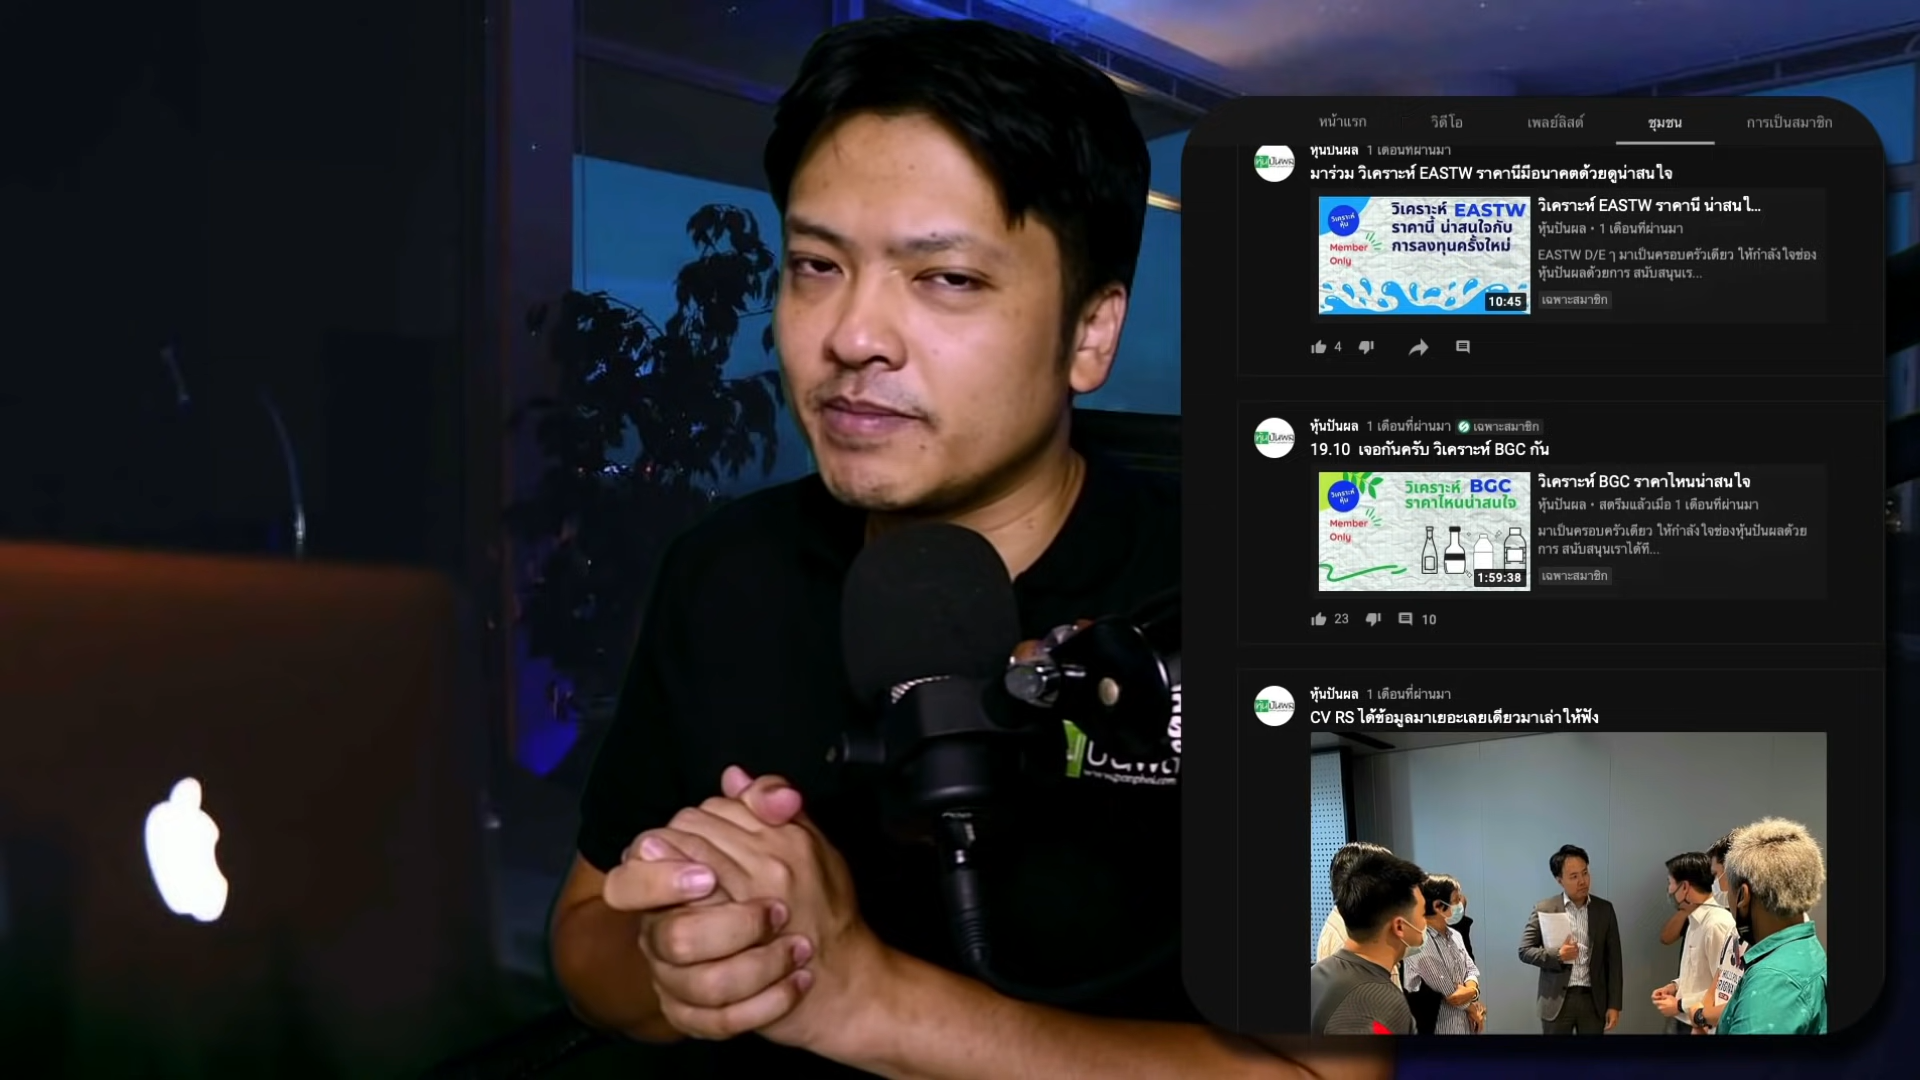 หน้าแรก วิดีโอ เพลย์ลิสต์ ชุมชน การเป็นสมาชิก
หุ้นปันผล 1 เดือนที่ผ่านมา
มาร่วม วิเคราะห์ EASTW ราคานี้มีอนาคตด้วยดูน่าสนใจ
วิเคราะห์ หุ้น
วิเคราะห์ EASTW
ราคานี้ น่าสนใจกับ
การลงทุนครั้งใหม่
Member
Only
10:45
วิเคราะห์ EASTW ราคานี้ น่าสนใ...
หุ้นปันผล • 1 เดือนที่ผ่านมา
EASTW D/E ๆ มาเป็นครอบครัวเดียว ให้กำลังใจช่อง
หุ้นปันผลด้วยการ สนับสนุนเร...
เฉพาะสมาชิก
4
หุ้นปันผล 1 เดือนที่ผ่านมา เฉพาะสมาชิก
19.10 เจอกันครับ วิเคราะห์ BGC กัน
วิเคราะห์ หุ้น
วิเคราะห์ BGC
ราคาไหนน่าสนใจ
Member
Only
1:59:38
วิเคราะห์ BGC ราคาไหนน่าสนใจ
หุ้นปันผล • สตรีมแล้วเมื่อ 1 เดือนที่ผ่านมา
มาเป็นครอบครัวเดียว ให้กำลังใจช่องหุ้นปันผลด้วย
การ สนับสนุนเราได้ที่...
เฉพาะสมาชิก
23 10
หุ้นปันผล 1 เดือนที่ผ่านมา
CV RS ได้ข้อมูลมาเยอะเลยเดี๋ยวมาเล่าให้ฟัง